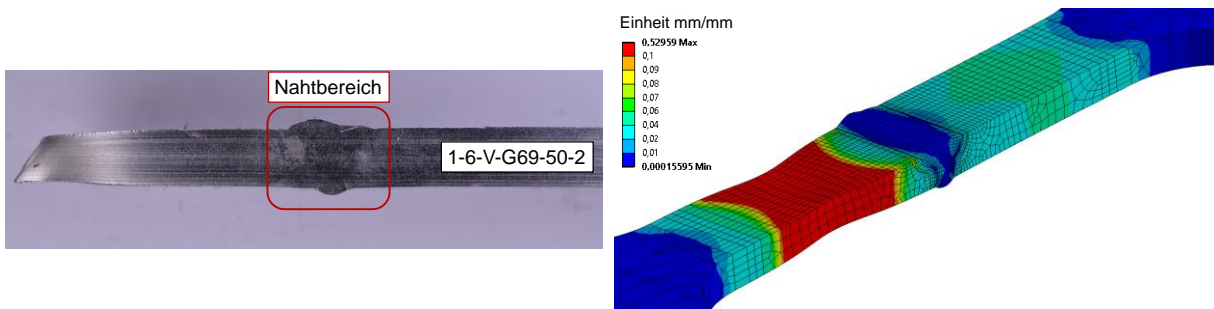 Nahtbereich
1-6-V-G69-50-2
Einheit mm/mm
0,52959 Max
0,1
0,09
0,08
0,07
0,06
0,04
0,02
0,01
0,00015595 Min